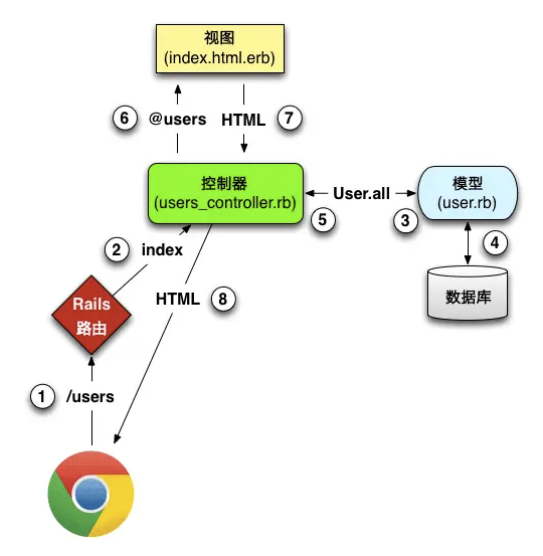 视图
(index.html.erb)
6 @users HTML 7
控制器
(users_controller.rb)
User.all
5
3
模型
(user.rb)
4
数据库
2 index
HTML 8
Rails
路由
1 /users